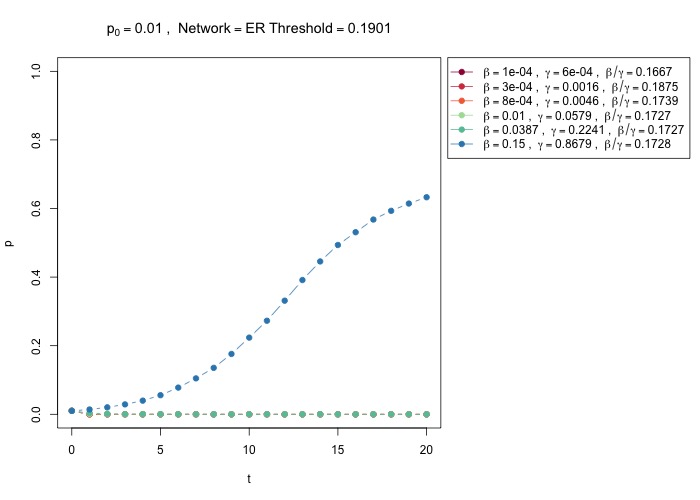 p₀ = 0.01 , Network = ER Threshold = 0.1901
β = 1e-04 , γ = 6e-04 , β/γ = 0.1667
β = 3e-04 , γ = 0.0016 , β/γ = 0.1875
β = 8e-04 , γ = 0.0046 , β/γ = 0.1739
β = 0.01 , γ = 0.0579 , β/γ = 0.1727
β = 0.0387 , γ = 0.2241 , β/γ = 0.1727
β = 0.15 , γ = 0.8679 , β/γ = 0.1728
1.0
0.8
0.6
0.4
0.2
0.0
p
0 5 10 15 20
t